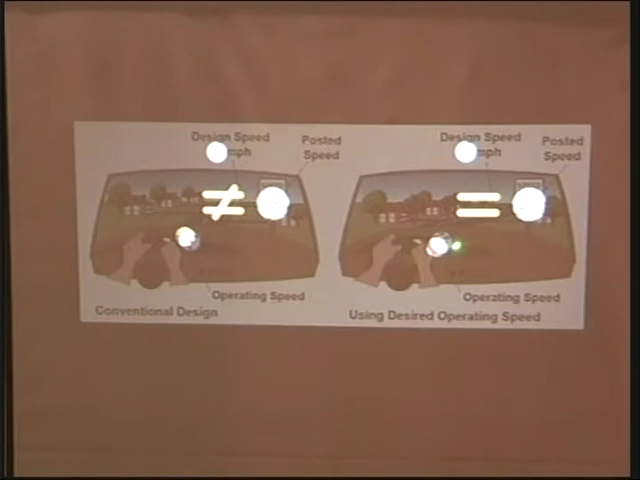 Design Speed
mph
Posted
Speed
Operating Speed
Conventional Design
Design Speed
mph
Posted
Speed
Operating Speed
Using Desired Operating Speed